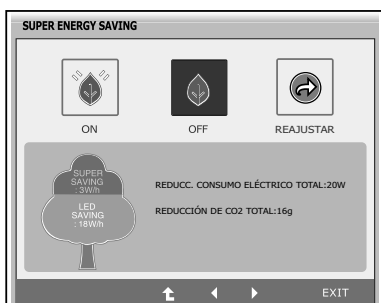 SUPER ENERGY SAVING
ON
OFF
REAJUSTAR
SUPER
SAVING
: 3W/h
LED
SAVING
: 18W/h
REDUCC. CONSUMO ELÉCTRICO TOTAL:20W
REDUCCIÓN DE CO2 TOTAL:16g
EXIT